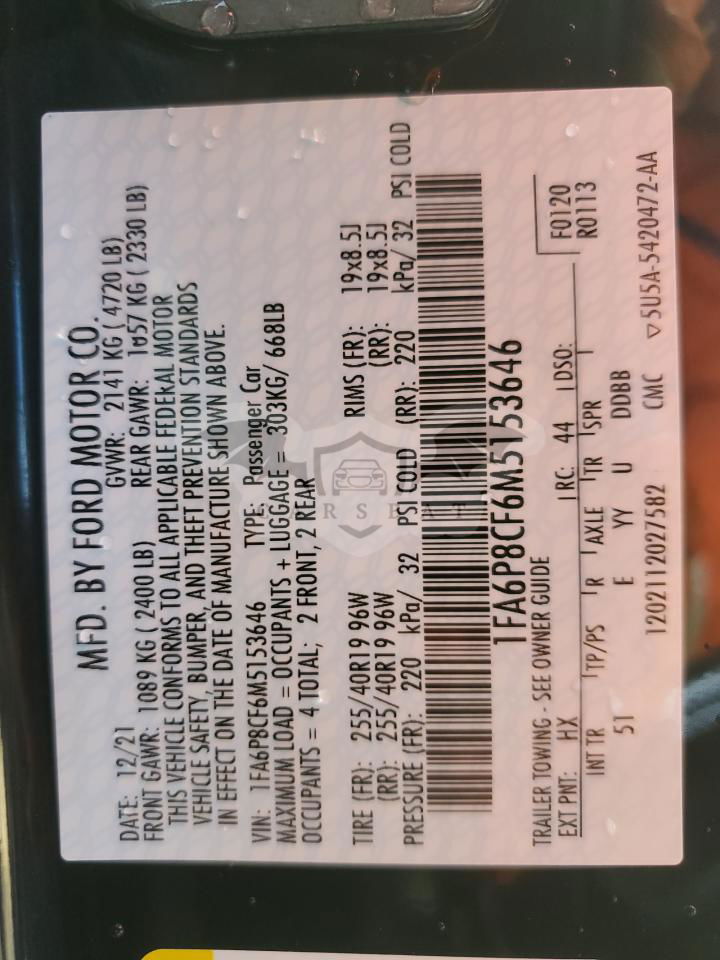 MFD. BY FORD MOTOR CO.
DATE: 12/21 GVWR: 2141 KG ( 4720 LB)
FRONT GAWR: 1089 KG ( 2400 LB) REAR GAWR: 1057 KG ( 2330 LB)
THIS VEHICLE CONFORMS TO ALL APPLICABLE FEDERAL MOTOR
VEHICLE SAFETY, BUMPER, AND THEFT PREVENTION STANDARDS
IN EFFECT ON THE DATE OF MANUFACTURE SHOWN ABOVE.
VIN: 1FA6P8CF6M5153646 TYPE: Passenger Car
MAXIMUM LOAD = OCCUPANTS + LUGGAGE = 303KG/ 668LB
OCCUPANTS = 4 TOTAL; 2 FRONT, 2 REAR
TIRE (FR): 255/40R19 96W RIMS (FR): 19x8.5J
(RR): 255/40R19 96W (RR): 19x8.5J
PRESSURE (FR): 220 kPa/ 32 PSI COLD (RR): 220 kPa/ 32 PSI COLD
1FA6P8CF6M5153646
TRAILER TOWING - SEE OWNER GUIDE
F0120
EXT PNT: HX RC: 44 DSO: R0113
INT TR TP/PS R AXLE TR SPR
51 E YY U DDBB
1202112027582 CMC ▽5U5A-5420472-AA
R S E A T